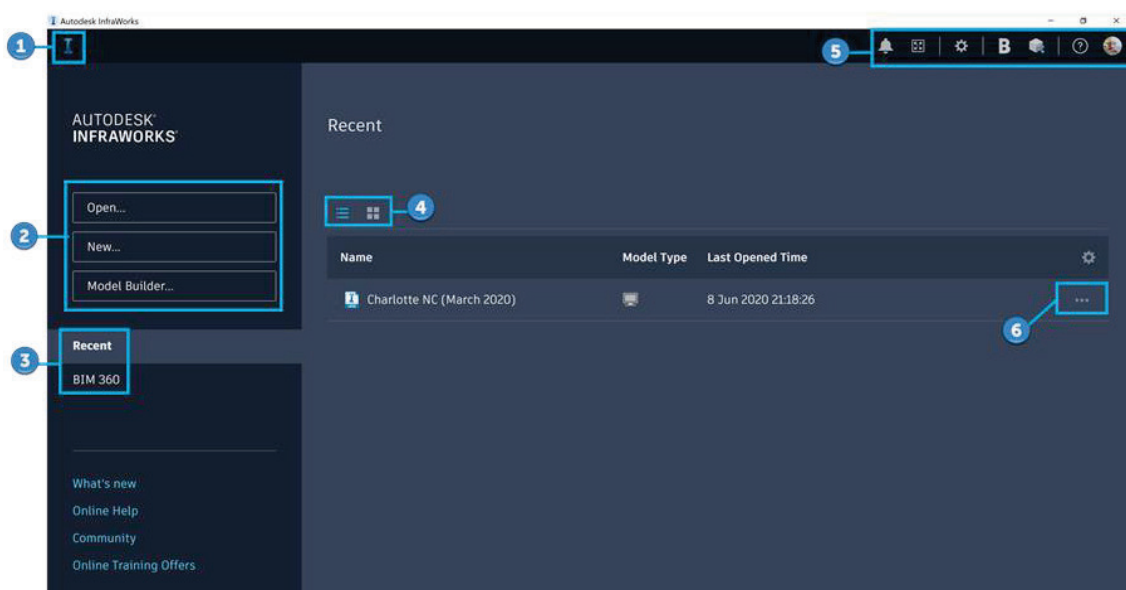 Autodesk InfraWorks
1
I
5
B
?
AUTODESK®
INFRAWORKS®
Recent
2
Open...
New...
Model Builder...
4
Name Model Type Last Opened Time
I Charlotte NC (March 2020) 8 Jun 2020 21:18:26
6
3
Recent
BIM 360
What's new
Online Help
Community
Online Training Offers